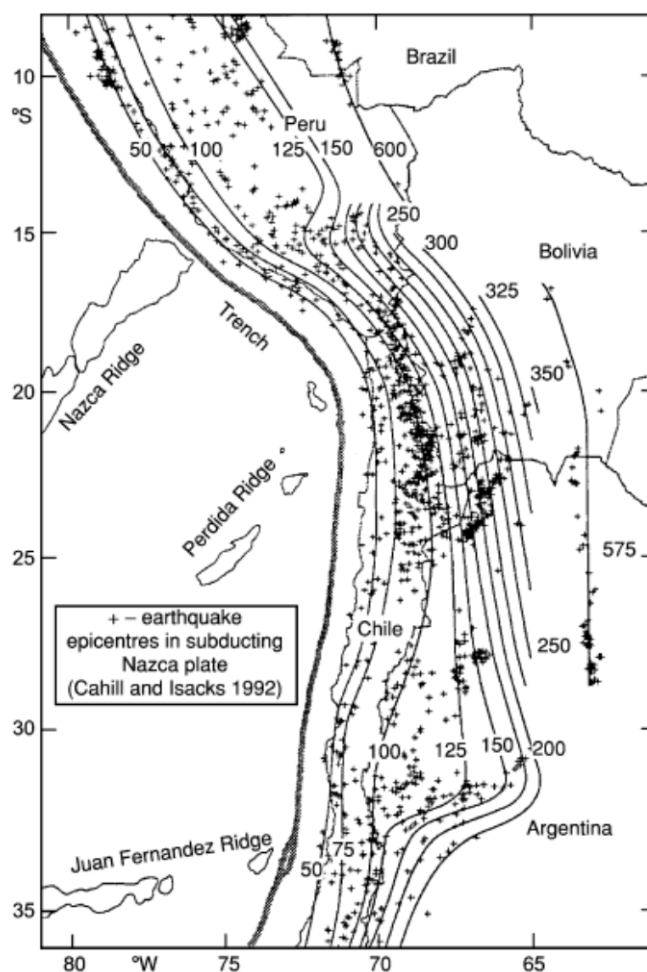 10
°S
15
20
25
30
35
80
°W
75
70
65
Brazil
Peru
50
100
125
150
600
250
300
Bolivia
325
350
Trench
Nazca Ridge
Perdida Ridge
575
+ – earthquake
epicentres in subducting
Nazca plate
(Cahill and Isacks 1992)
Chile
250
100
125
150
200
Argentina
Juan Fernandez Ridge
75
50